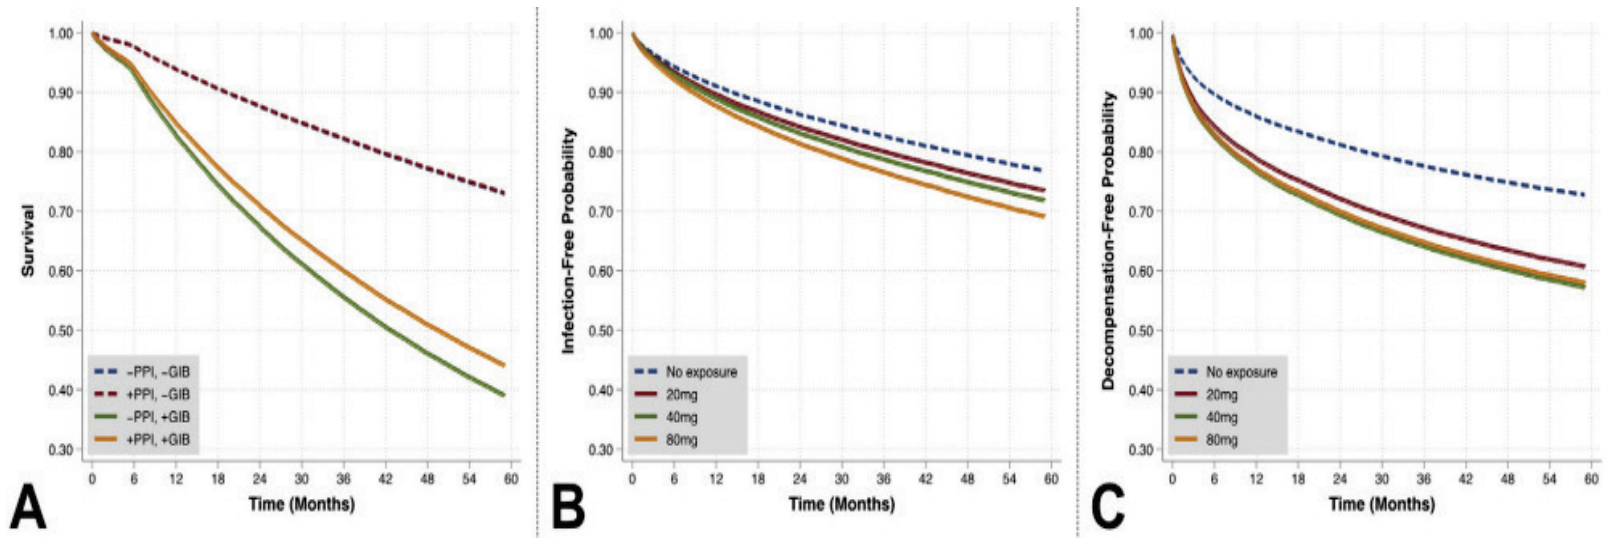 1.00
0.90
0.80
0.70
0.60
0.50
0.40
0.30
Survival
−PPI, −GIB
+PPI, −GIB
−PPI, +GIB
+PPI, +GIB
0 6 12 18 24 30 36 42 48 54 60
Time (Months)
A
1.00
0.90
0.80
0.70
0.60
0.50
0.40
0.30
Infection-Free Probability
No exposure
20mg
40mg
80mg
0 6 12 18 24 30 36 42 48 54 60
Time (Months)
B
1.00
0.90
0.80
0.70
0.60
0.50
0.40
0.30
Decompensation-Free Probability
No exposure
20mg
40mg
80mg
0 6 12 18 24 30 36 42 48 54 60
Time (Months)
C